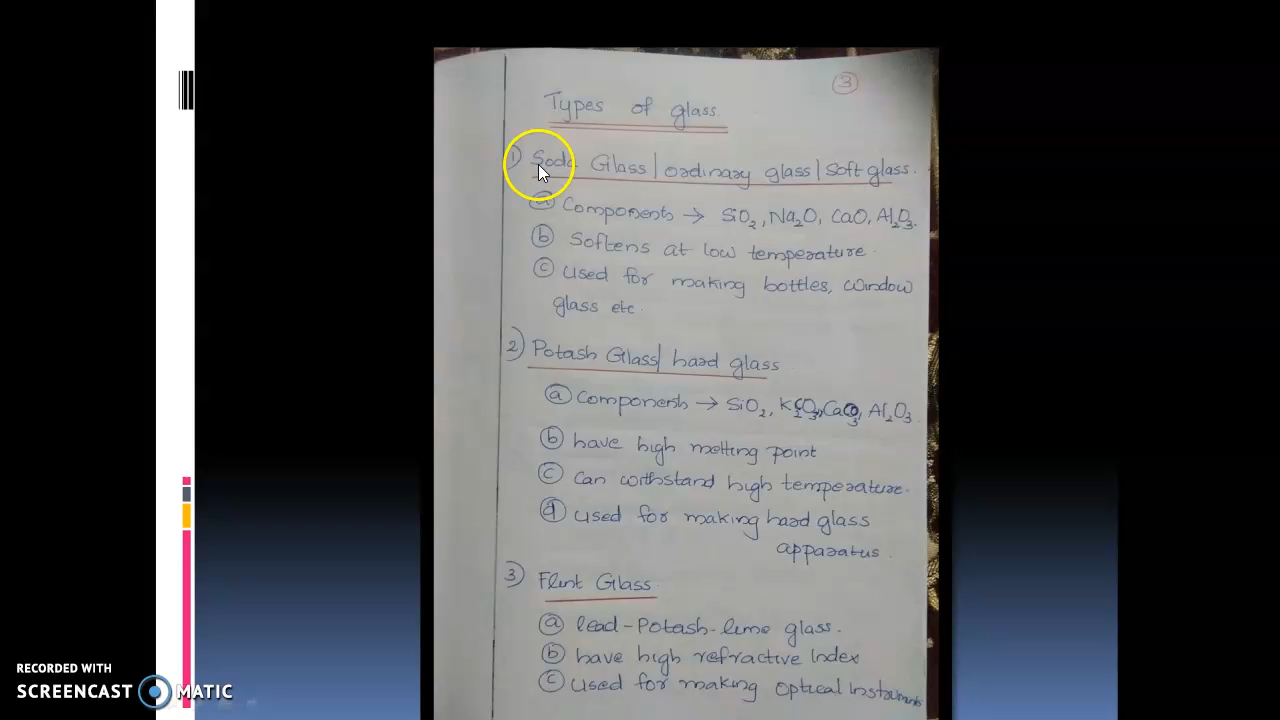 3
Types of glass
1) Soda Glass | ordinary glass | Soft glass.
a Components → SiO₂, Na₂O, CaO, Al₂O₃.
b Softens at low temperature.
c used for making bottles, window
glass etc.
2) Potash Glass | hard glass
a Components → SiO₂, K₂CO₃, CaCO₃, Al₂O₃.
b have high melting point
c can withstand high temperature.
d used for making hard glass
apparatus.
3) Flint Glass.
a lead-Potash-lime glass.
b have high refractive Index
c used for making Optical Instruments
RECORDED WITH
SCREENCAST MATIC